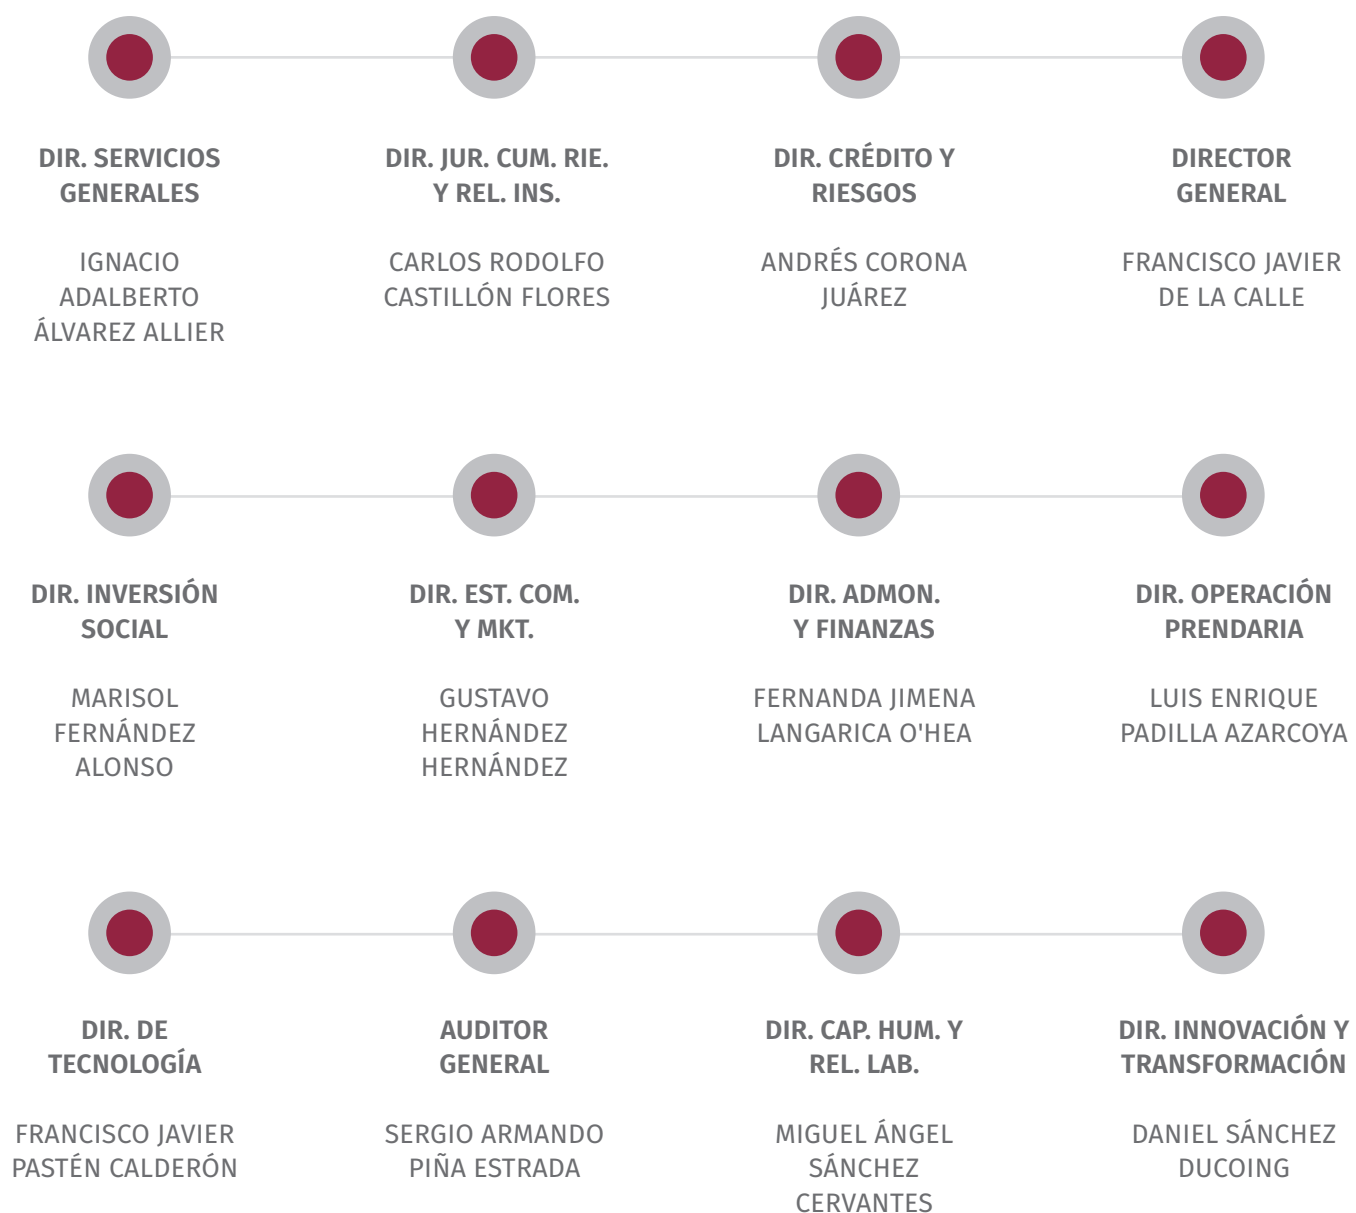 DIR. SERVICIOS
GENERALES
IGNACIO
ADALBERTO
ÁLVAREZ ALLIER
DIR. JUR. CUM. RIE.
Y REL. INS.
CARLOS RODOLFO
CASTILLÓN FLORES
DIR. CRÉDITO Y
RIESGOS
ANDRÉS CORONA
JUÁREZ
DIRECTOR
GENERAL
FRANCISCO JAVIER
DE LA CALLE
DIR. INVERSIÓN
SOCIAL
MARISOL
FERNÁNDEZ
ALONSO
DIR. EST. COM.
Y MKT.
GUSTAVO
HERNÁNDEZ
HERNÁNDEZ
DIR. ADMON.
Y FINANZAS
FERNANDA JIMENA
LANGARICA O'HEA
DIR. OPERACIÓN
PRENDARIA
LUIS ENRIQUE
PADILLA AZARCOYA
DIR. DE
TECNOLOGÍA
FRANCISCO JAVIER
PASTÉN CALDERÓN
AUDITOR
GENERAL
SERGIO ARMANDO
PIÑA ESTRADA
DIR. CAP. HUM. Y
REL. LAB.
MIGUEL ÁNGEL
SÁNCHEZ
CERVANTES
DIR. INNOVACIÓN Y
TRANSFORMACIÓN
DANIEL SÁNCHEZ
DUCOING